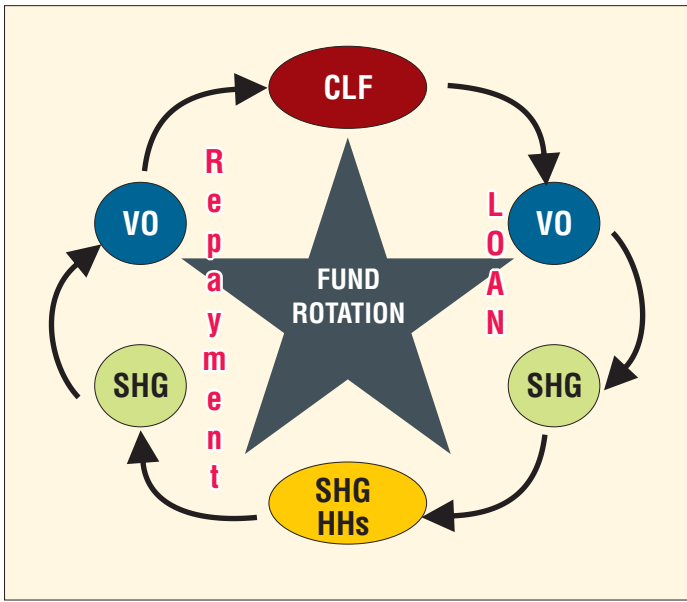 CLF
VO
VO
Repayment
LOAN
FUND
ROTATION
SHG
SHG
SHG
HHs